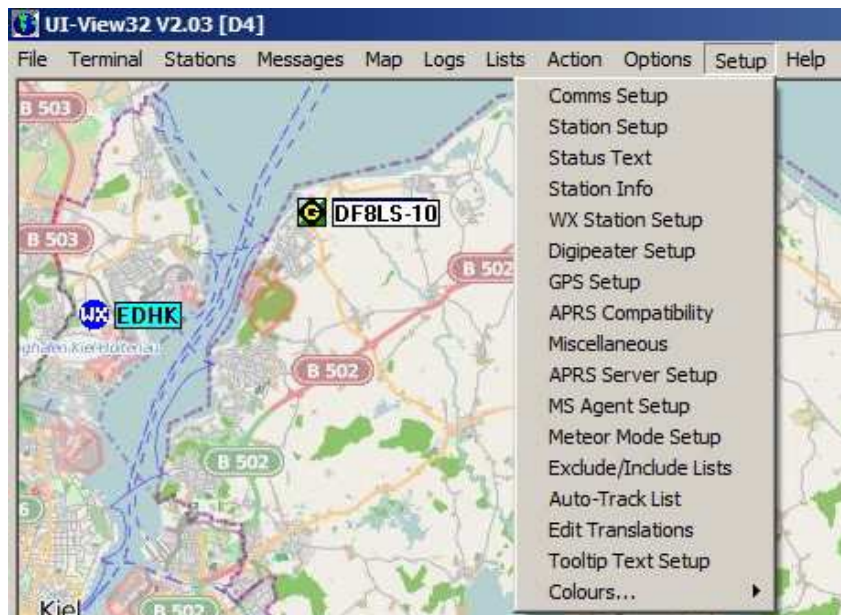 UI-View32 V2.03 [D4]
File Terminal Stations Messages Map Logs Lists Action Options Setup Help
B 503
B 503
DF8LS-10
B 502
WX EDHK
B 502
B 502
Kiel
B 502
Comms Setup
Station Setup
Status Text
Station Info
WX Station Setup
Digipeater Setup
GPS Setup
APRS Compatibility
Miscellaneous
APRS Server Setup
MS Agent Setup
Meteor Mode Setup
Exclude/Include Lists
Auto-Track List
Edit Translations
Tooltip Text Setup
Colours...